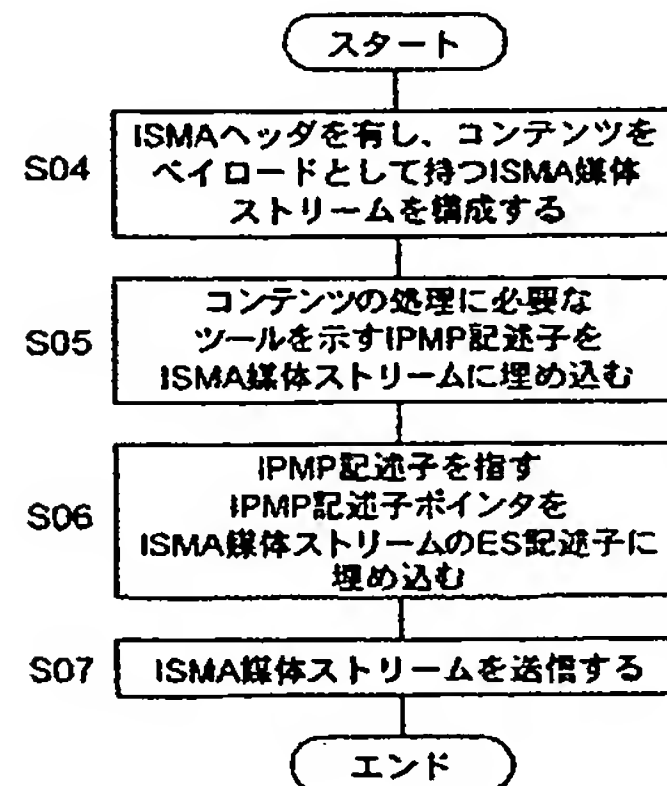 スタート
S04
ISMAヘッダを有し、コンテンツを
ペイロードとして持つISMA媒体
ストリームを構成する
S05
コンテンツの処理に必要な
ツールを示すIPMP記述子を
ISMA媒体ストリームに埋め込む
S06
IPMP記述子を指す
IPMP記述子ポインタを
ISMA媒体ストリームのES記述子に
埋め込む
S07
ISMA媒体ストリームを送信する
エンド